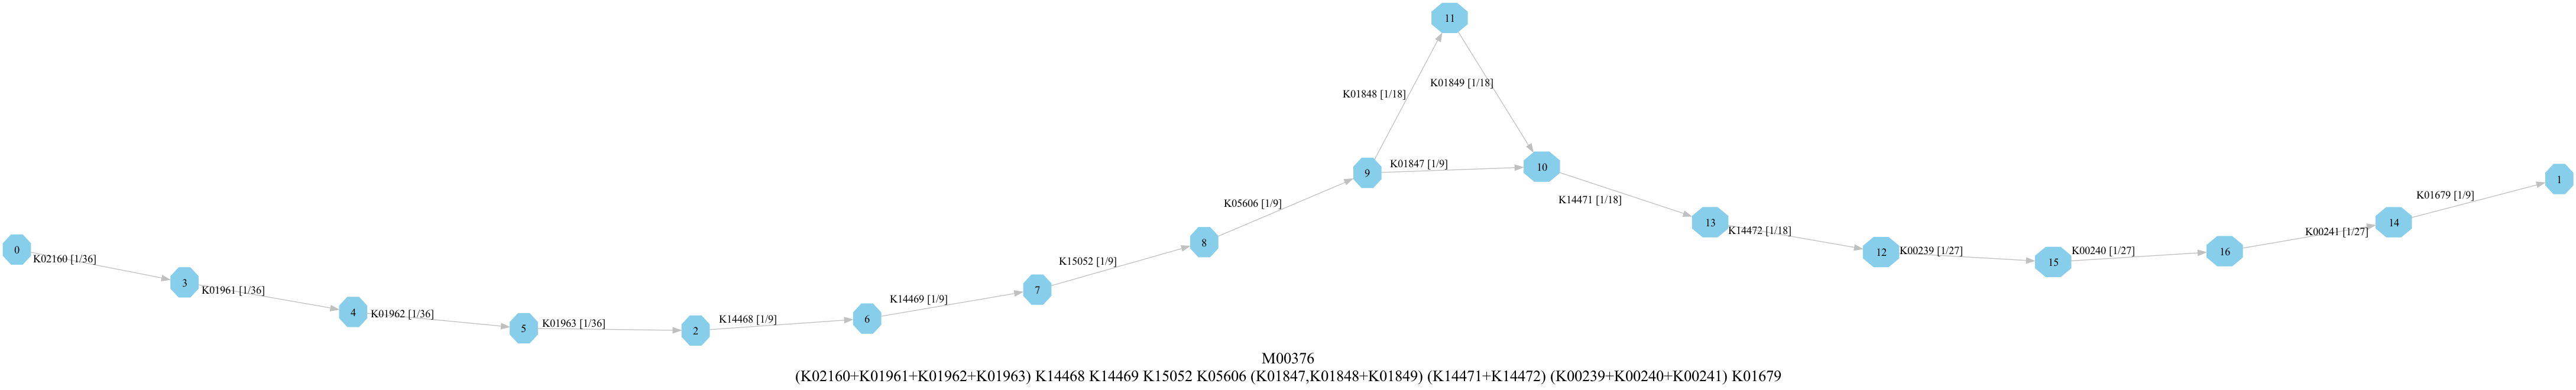 11
K01848 [1/18]
K01849 [1/18]
9
K01847 [1/9]
10
K05606 [1/9]
K14471 [1/18]
K01679 [1/9]
1
0
K02160 [1/36]
K15052 [1/9]
8
13
K14472 [1/18]
12
K00239 [1/27]
15
K00240 [1/27]
16
K00241 [1/27]
14
3
K01961 [1/36]
4
K01962 [1/36]
5
K01963 [1/36]
2
K14468 [1/9]
6
K14469 [1/9]
7
M00376
(K02160+K01961+K01962+K01963) K14468 K14469 K15052 K05606 (K01847,K01848+K01849) (K14471+K14472) (K00239+K00240+K00241) K01679